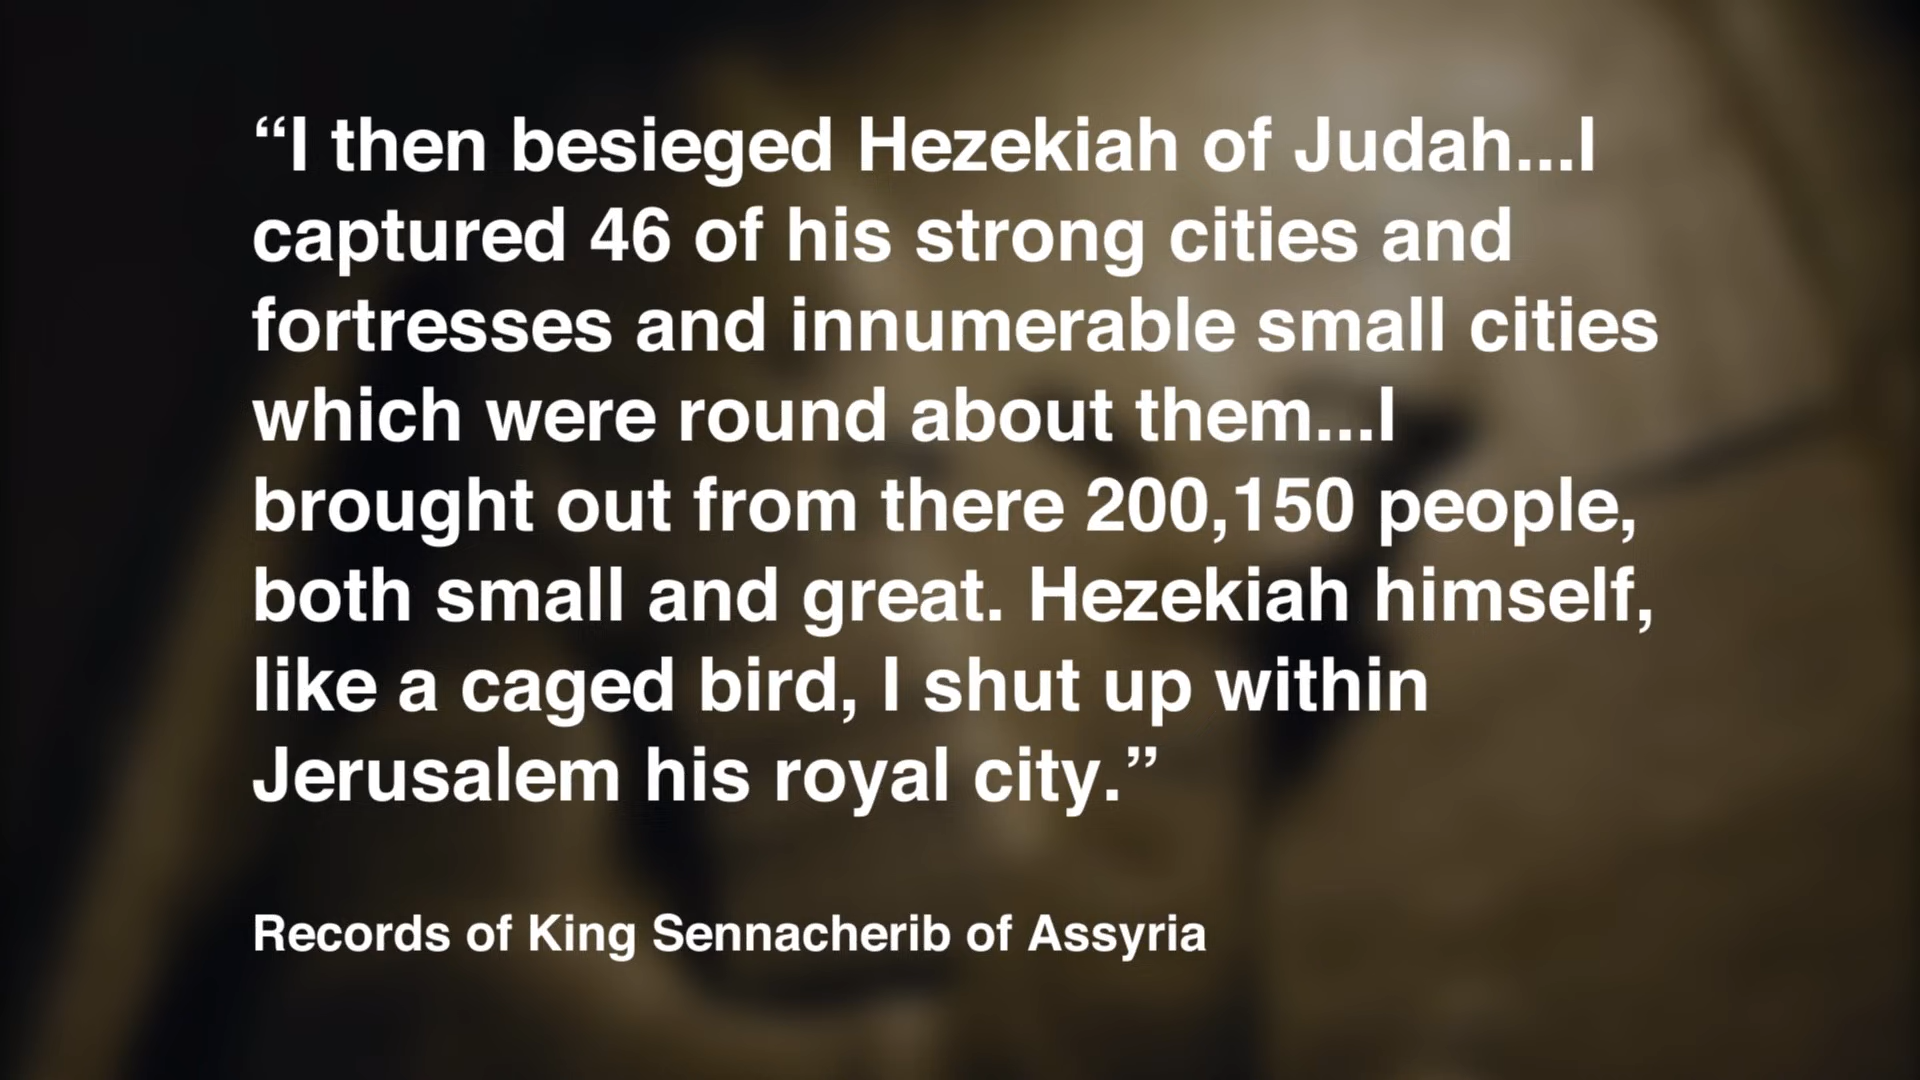 “I then besieged Hezekiah of Judah...I
captured 46 of his strong cities and
fortresses and innumerable small cities
which were round about them...I
brought out from there 200,150 people,
both small and great. Hezekiah himself,
like a caged bird, I shut up within
Jerusalem his royal city.”
Records of King Sennacherib of Assyria